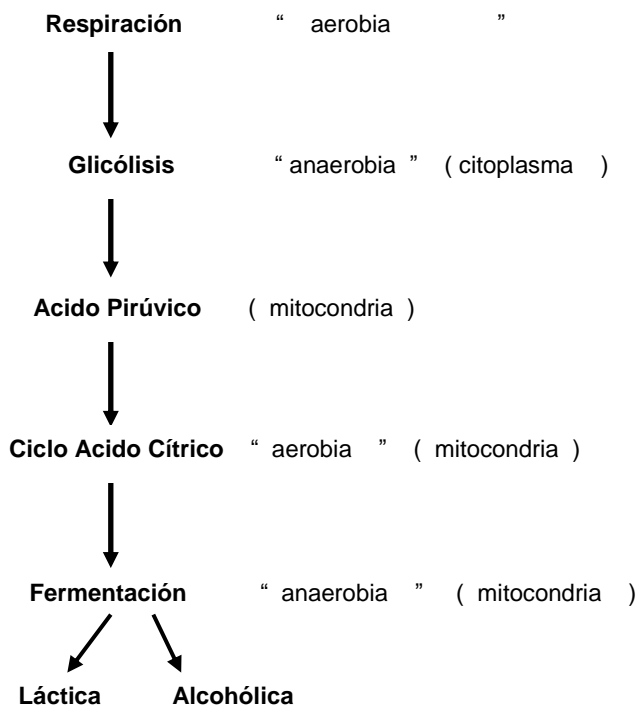 Respiración “ aerobia ”
Glicólisis “ anaerobia ” ( citoplasma )
Acido Pirúvico ( mitocondria )
Ciclo Acido Cítrico “ aerobia ” ( mitocondria )
Fermentación “ anaerobia ” ( mitocondria )
Láctica Alcohólica